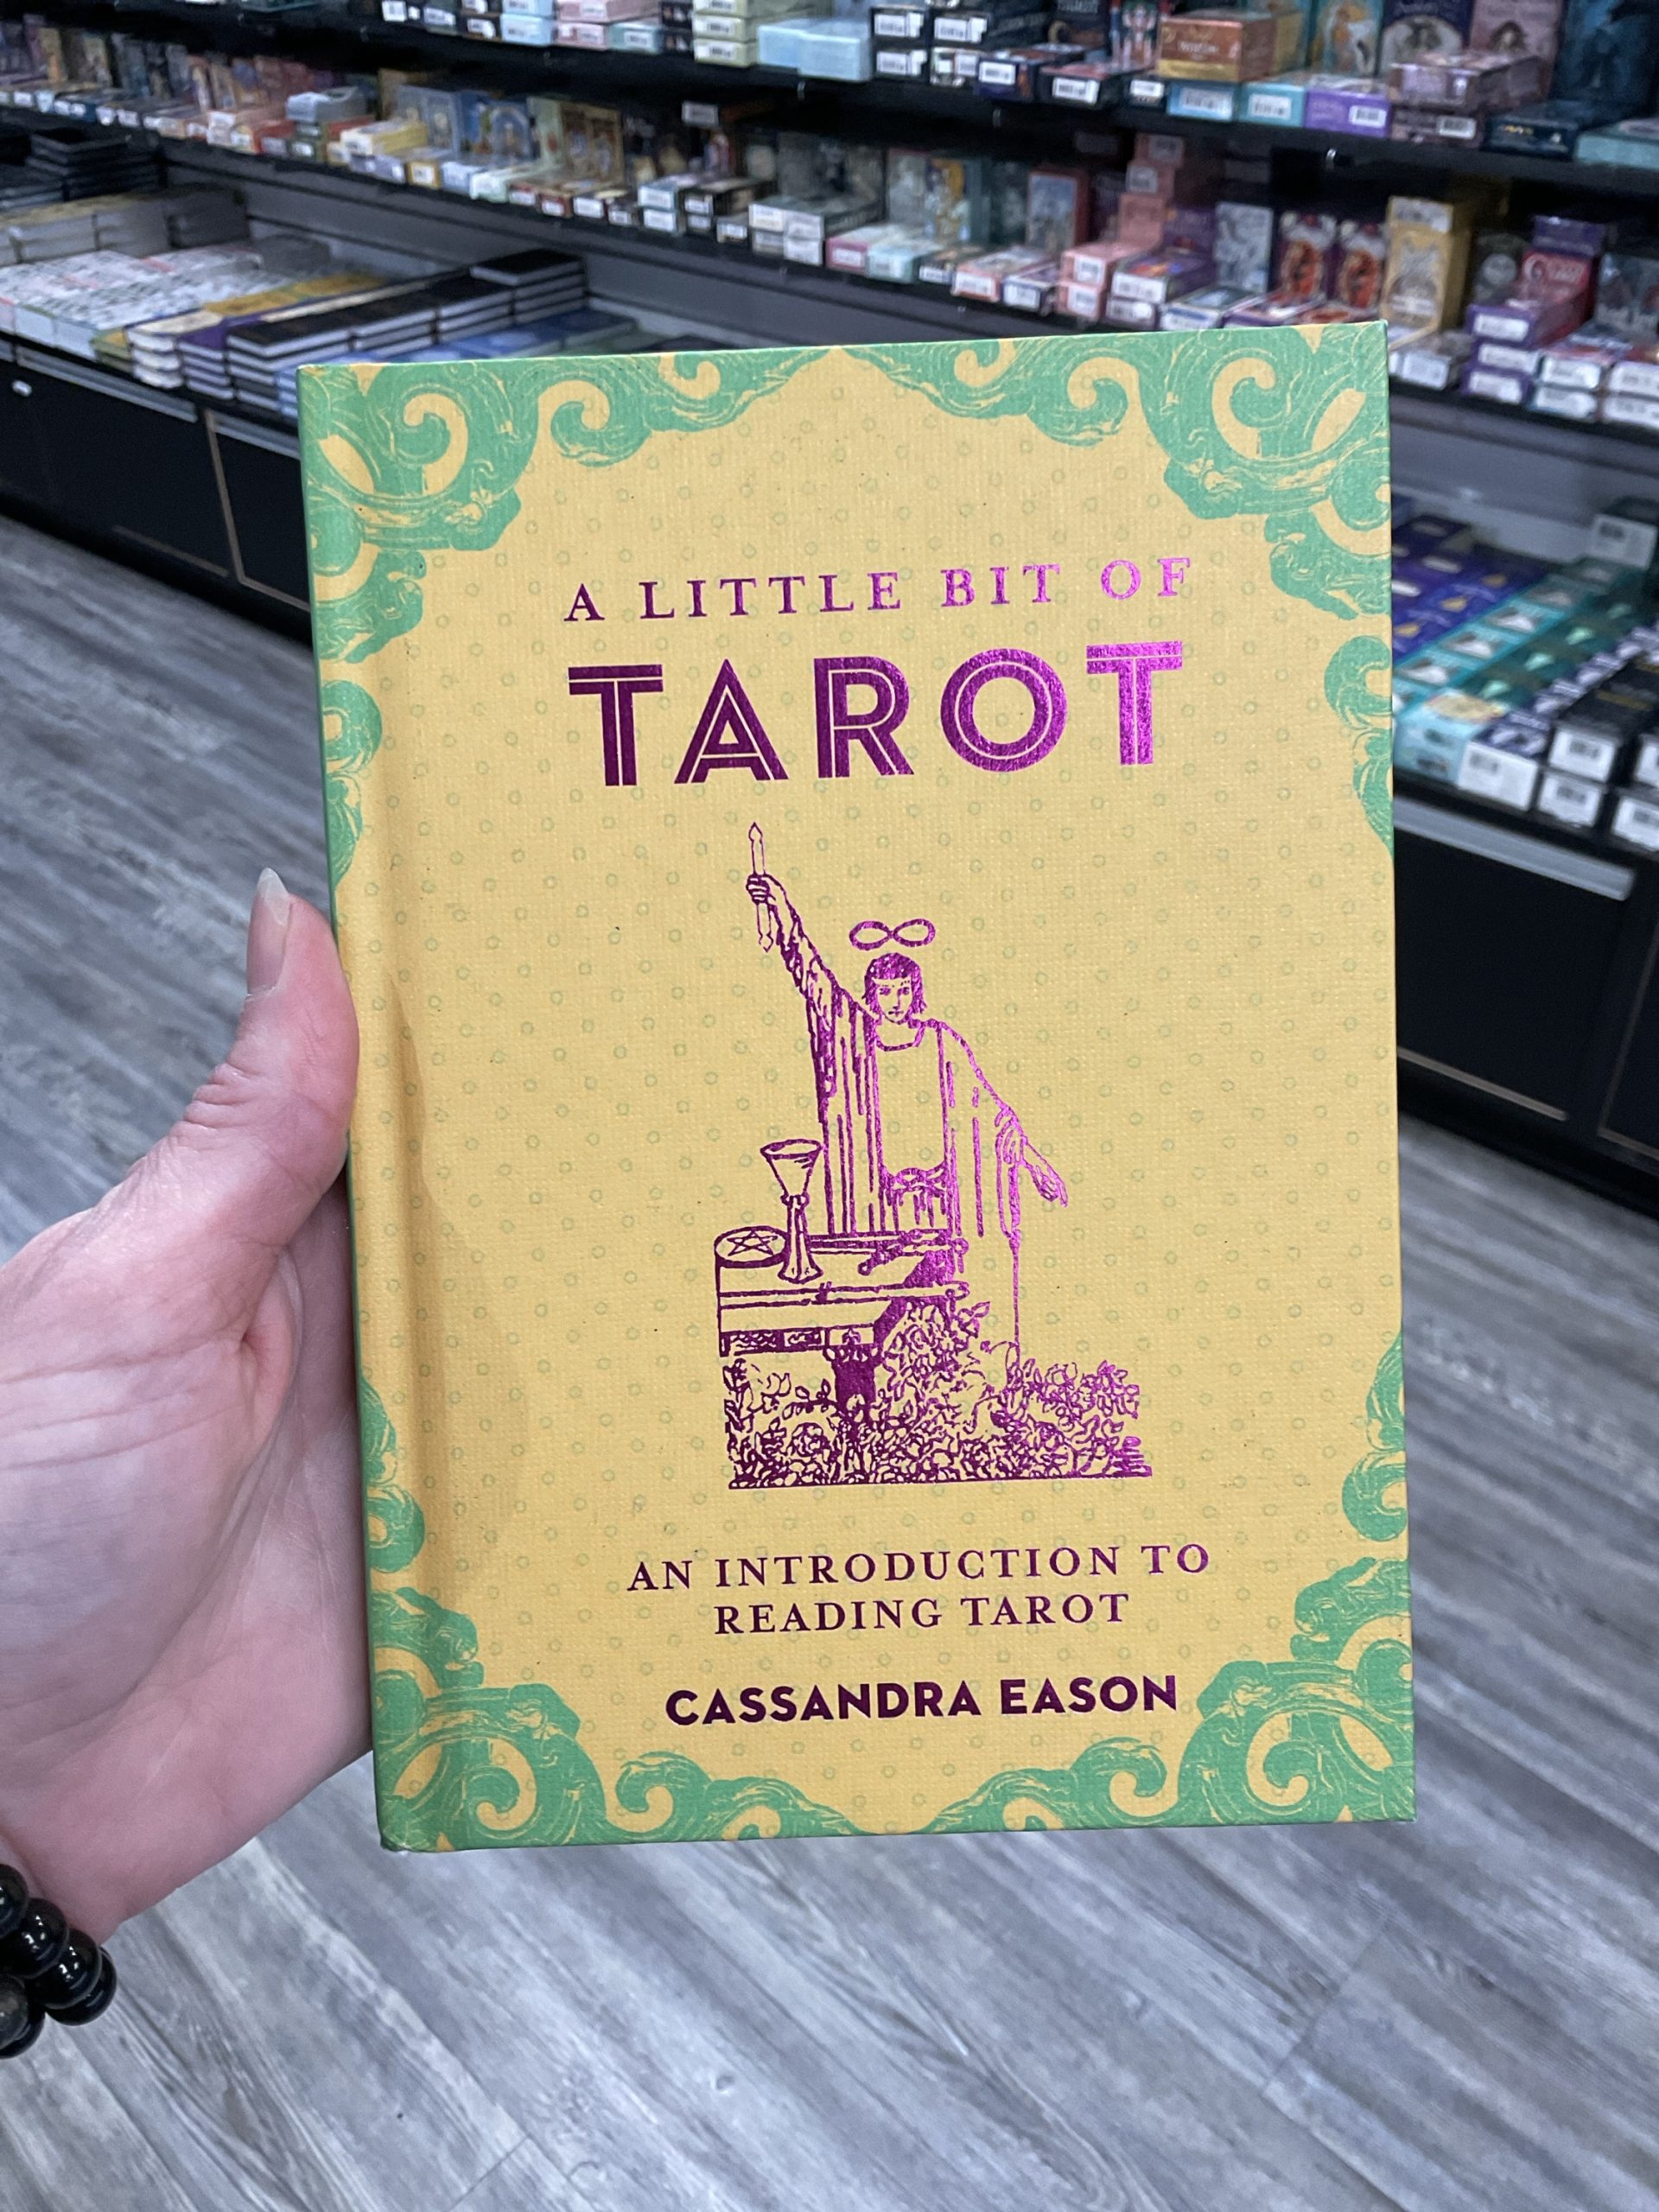 A LITTLE BIT OF
TAROT
AN INTRODUCTION TO
READING TAROT
CASSANDRA EASON